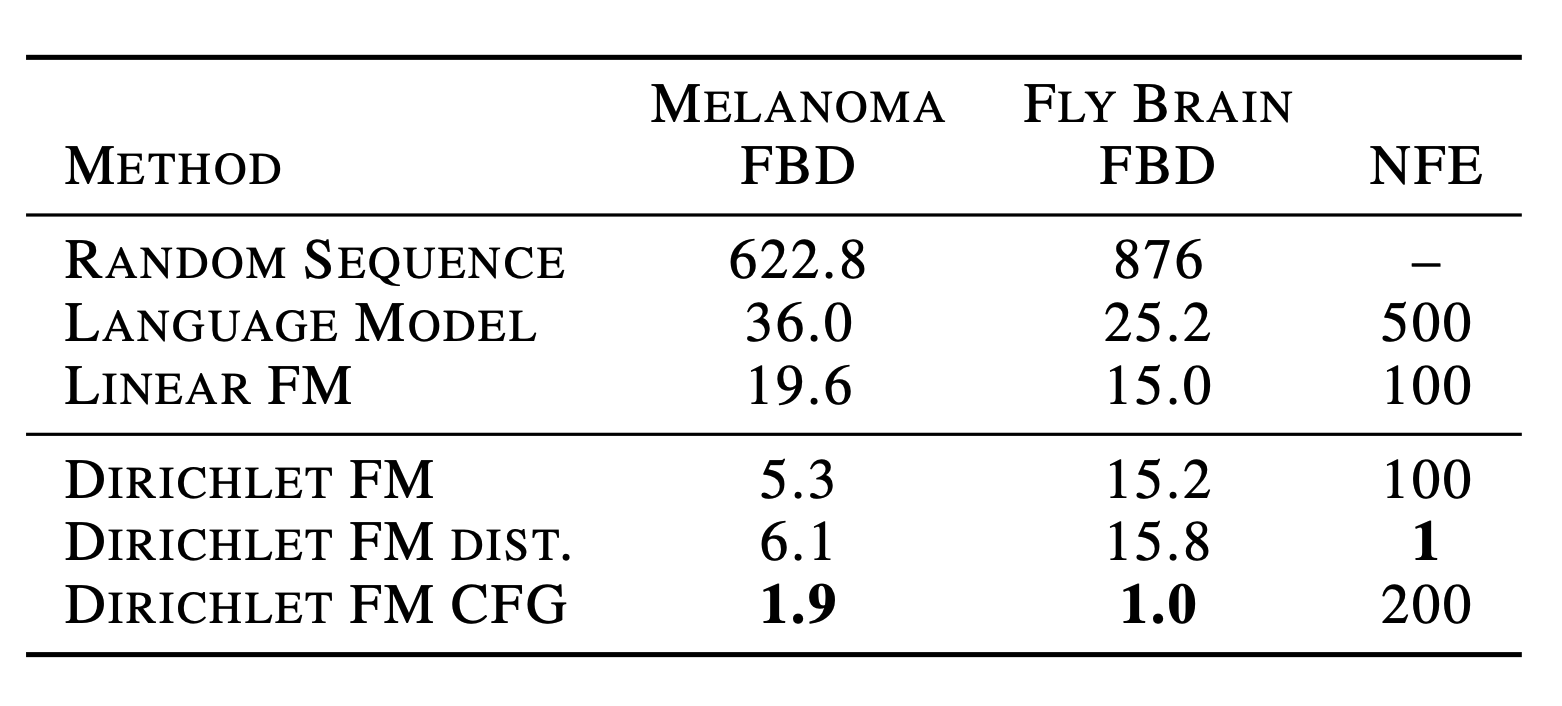 MELANOMA FLY BRAIN
METHOD FBD FBD NFE
RANDOM SEQUENCE 622.8 876 –
LANGUAGE MODEL 36.0 25.2 500
LINEAR FM 19.6 15.0 100
DIRICHLET FM 5.3 15.2 100
DIRICHLET FM DIST. 6.1 15.8 1
DIRICHLET FM CFG 1.9 1.0 200